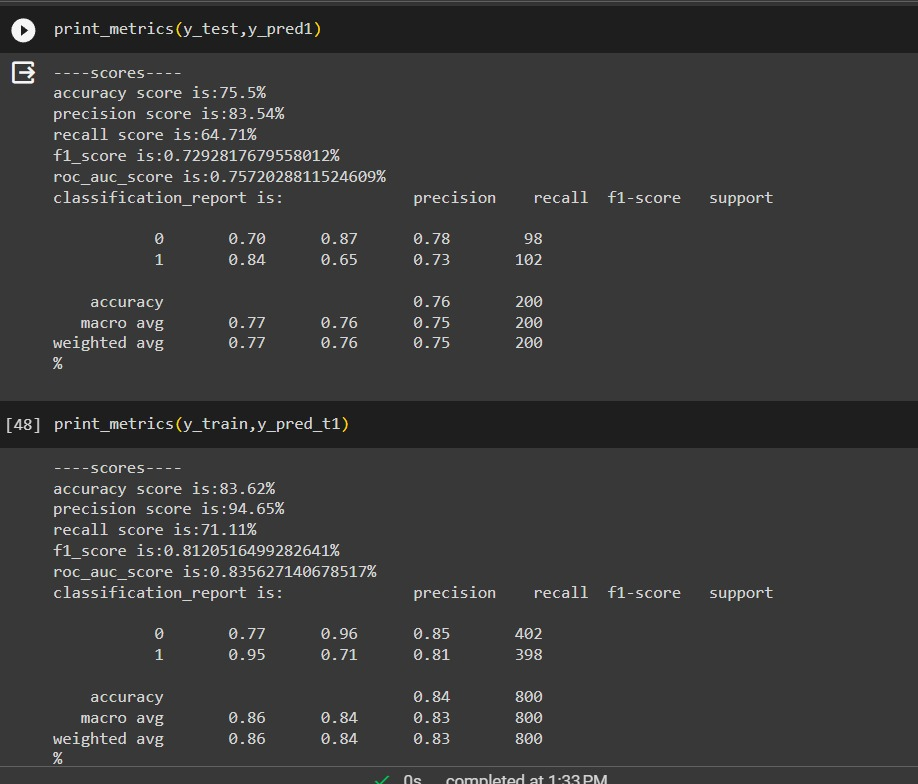 print_metrics(y_test,y_pred1)
----scores----
accuracy score is:75.5%
precision score is:83.54%
recall score is:64.71%
f1_score is:0.7292817679558012%
roc_auc_score is:0.7572028811524609%
classification_report is:              precision    recall  f1-score   support
0       0.70      0.87      0.78        98
1       0.84      0.65      0.73       102
accuracy                           0.76       200
macro avg       0.77      0.76      0.75       200
weighted avg       0.77      0.76      0.75       200
%
[48] print_metrics(y_train,y_pred_t1)
----scores----
accuracy score is:83.62%
precision score is:94.65%
recall score is:71.11%
f1_score is:0.8120516499282641%
roc_auc_score is:0.835627140678517%
classification_report is:              precision    recall  f1-score   support
0       0.77      0.96      0.85       402
1       0.95      0.71      0.81       398
accuracy                           0.84       800
macro avg       0.86      0.84      0.83       800
weighted avg       0.86      0.84      0.83       800
%
✓ 0s completed at 1:33 PM